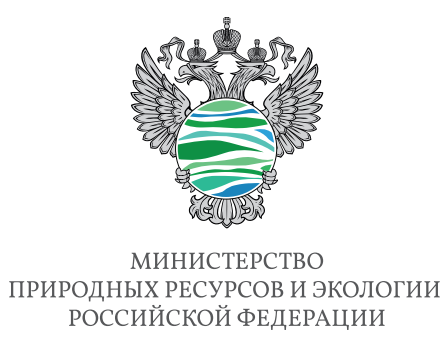 МИНИСТЕРСТВО
ПРИРОДНЫХ РЕСУРСОВ И ЭКОЛОГИИ
РОССИЙСКОЙ ФЕДЕРАЦИИ